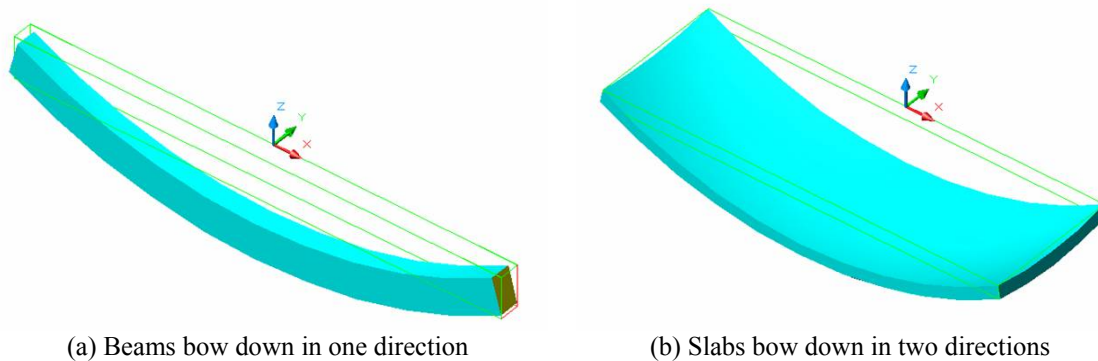 Z
Y
X
Z
Y
X
(a) Beams bow down in one direction
(b) Slabs bow down in two directions